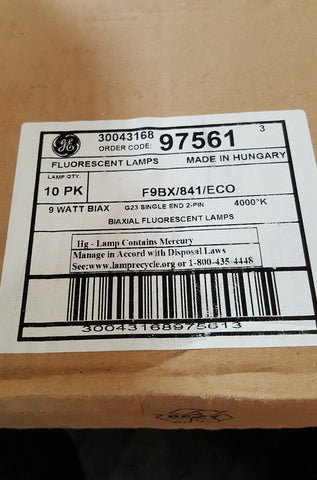 GE
30043168
ORDER CODE: 97561
3
FLUORESCENT LAMPS MADE IN HUNGARY
LAMP QTY.
10 PK F9BX/841/ECO
9 WATT BIAX G23 SINGLE END 2-PIN 4000°K
BIAXIAL FLUORESCENT LAMPS
Hg - Lamp Contains Mercury
Manage in Accord with Disposal Laws
See:www.lamprecycle.org or 1-800-435-4448
30043168975613